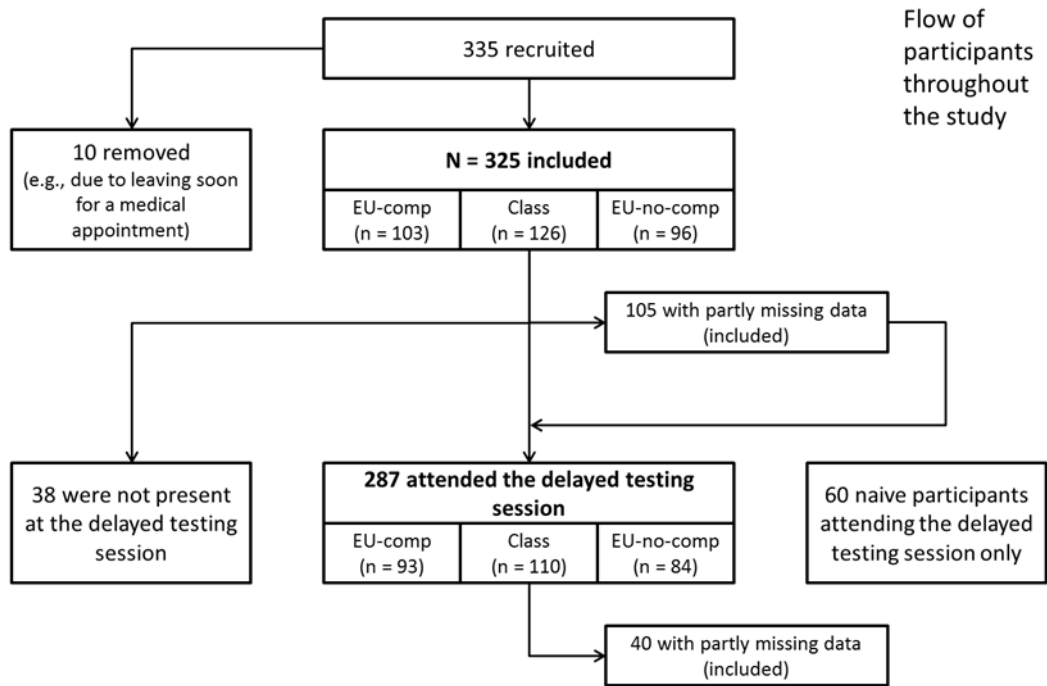 335 recruited
Flow of
participants
throughout
the study
10 removed
(e.g., due to leaving soon
for a medical
appointment)
N = 325 included
EU-comp
(n = 103)
Class
(n = 126)
EU-no-comp
(n = 96)
105 with partly missing data
(included)
38 were not present
at the delayed testing
session
287 attended the delayed testing
session
EU-comp
(n = 93)
Class
(n = 110)
EU-no-comp
(n = 84)
60 naive participants
attending the delayed
testing session only
40 with partly missing data
(included)